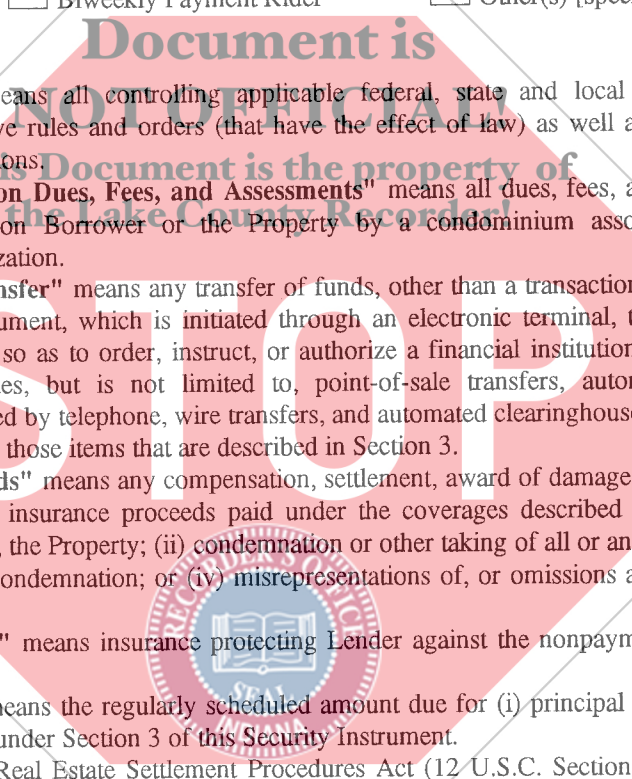 Biweekly Payment Rider
Document is
eans all controlling applicable federal, state and local
NOT OFFICIAL!
ve rules and orders (that have the effect of law) as well a
ions.
is Document is the property of
on Dues, Fees, and Assessments" means all dues, fees, a
the Lake County Recorder!
on Borrower or the Property by a condominium asso
zation.
nsfer" means any transfer of funds, other than a transaction
ument, which is initiated through an electronic terminal, t
so as to order, instruct, or authorize a financial institution
es, but is not limited to, point-of-sale transfers, autom
ed by telephone, wire transfers, and automated clearinghouse
STOP
those items that are described in Section 3.
ds" means any compensation, settlement, award of damage
insurance proceeds paid under the coverages described
, the Property; (ii) condemnation or other taking of all or an
ondemnation; or (iv) misrepresentations of, or omissions a
RECORDER'S OFFICE
" means insurance protecting Lender against the nonpaym
SEAL
INDIANA
eans the regularly scheduled amount due for (i) principal
under Section 3 of this Security Instrument.
Real Estate Settlement Procedures Act (12 U.S.C. Section